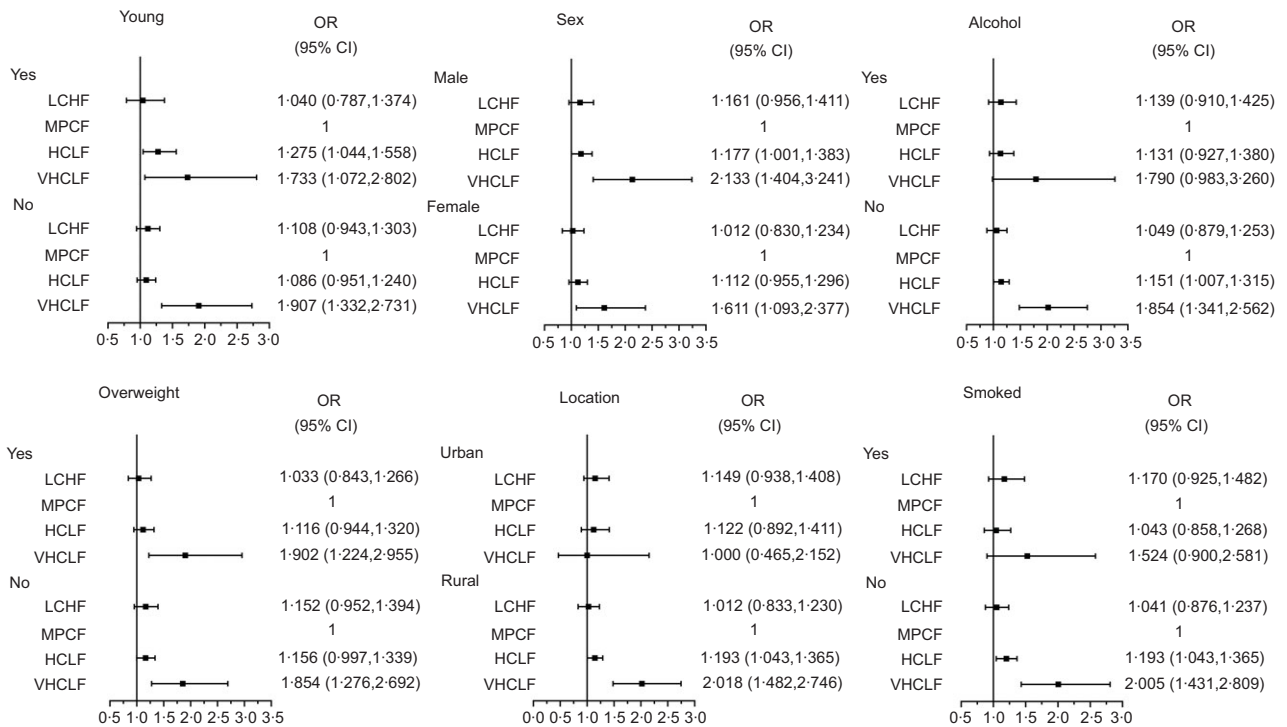 Young OR
(95% CI)
Yes
LCHF 1·040 (0·787,1·374)
MPCF 1
HCLF 1·275 (1·044,1·558)
VHCLF 1·733 (1·072,2·802)
No
LCHF 1·108 (0·943,1·303)
MPCF 1
HCLF 1·086 (0·951,1·240)
VHCLF 1·907 (1·332,2·731)
0·5 1·0 2·0 2·5 3·0
Sex OR
(95% CI)
Male
LCHF 1·161 (0·956,1·411)
MPCF 1
HCLF 1·177 (1·001,1·383)
VHCLF 2·133 (1·404,3·241)
Female
LCHF 1·012 (0·830,1·234)
MPCF 1
HCLF 1·112 (0·955,1·296)
VHCLF 1·611 (1·093,2·377)
0·5 1·0 2·0 2·5 3·0 3·5
Alcohol OR
(95% CI)
Yes
LCHF 1·139 (0·910,1·425)
MPCF 1
HCLF 1·131 (0·927,1·380)
VHCLF 1·790 (0·983,3·260)
No
LCHF 1·049 (0·879,1·253)
MPCF 1
HCLF 1·151 (1·007,1·315)
VHCLF 1·854 (1·341,2·562)
0·5 1·0 2·0 2·5 3·0 3·5
Overweight OR
(95% CI)
Yes
LCHF 1·033 (0·843,1·266)
MPCF 1
HCLF 1·116 (0·944,1·320)
VHCLF 1·902 (1·224,2·955)
No
LCHF 1·152 (0·952,1·394)
MPCF 1
HCLF 1·156 (0·997,1·339)
VHCLF 1·854 (1·276,2·692)
0·5 1·0 2·0 2·5 3·0 3·5
Location OR
(95% CI)
Urban
LCHF 1·149 (0·938,1·408)
MPCF 1
HCLF 1·122 (0·892,1·411)
VHCLF 1·000 (0·465,2·152)
Rural
LCHF 1·012 (0·833,1·230)
MPCF 1
HCLF 1·193 (1·043,1·365)
VHCLF 2·018 (1·482,2·746)
0·0 0·5 1·0 2·0 2·5 3·0
Smoked OR
(95% CI)
Yes
LCHF 1·170 (0·925,1·482)
MPCF 1
HCLF 1·043 (0·858,1·268)
VHCLF 1·524 (0·900,2·581)
No
LCHF 1·041 (0·876,1·237)
MPCF 1
HCLF 1·193 (1·043,1·365)
VHCLF 2·005 (1·431,2·809)
0·5 1·0 2·0 2·5 3·0